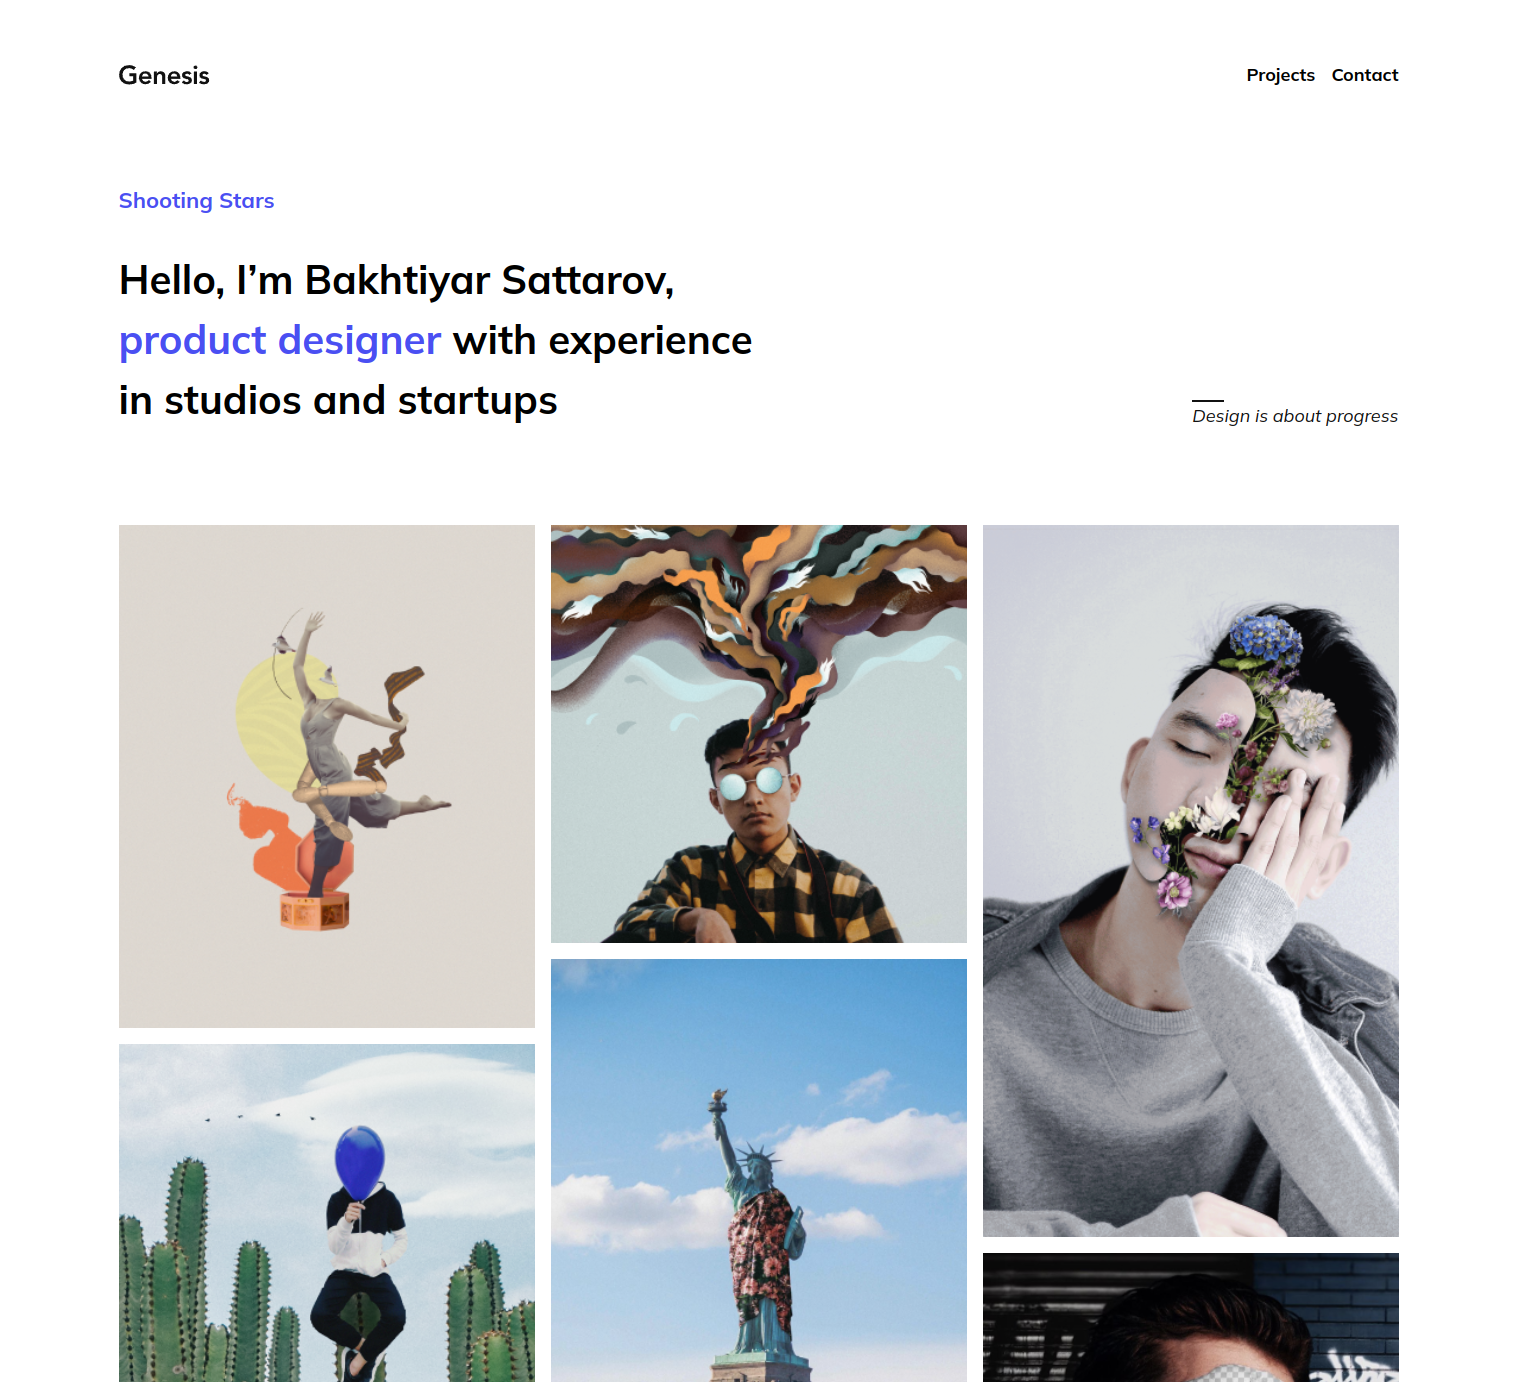 Genesis
Projects Contact
Shooting Stars
Hello, I’m Bakhtiyar Sattarov,
product designer with experience
in studios and startups
Design is about progress